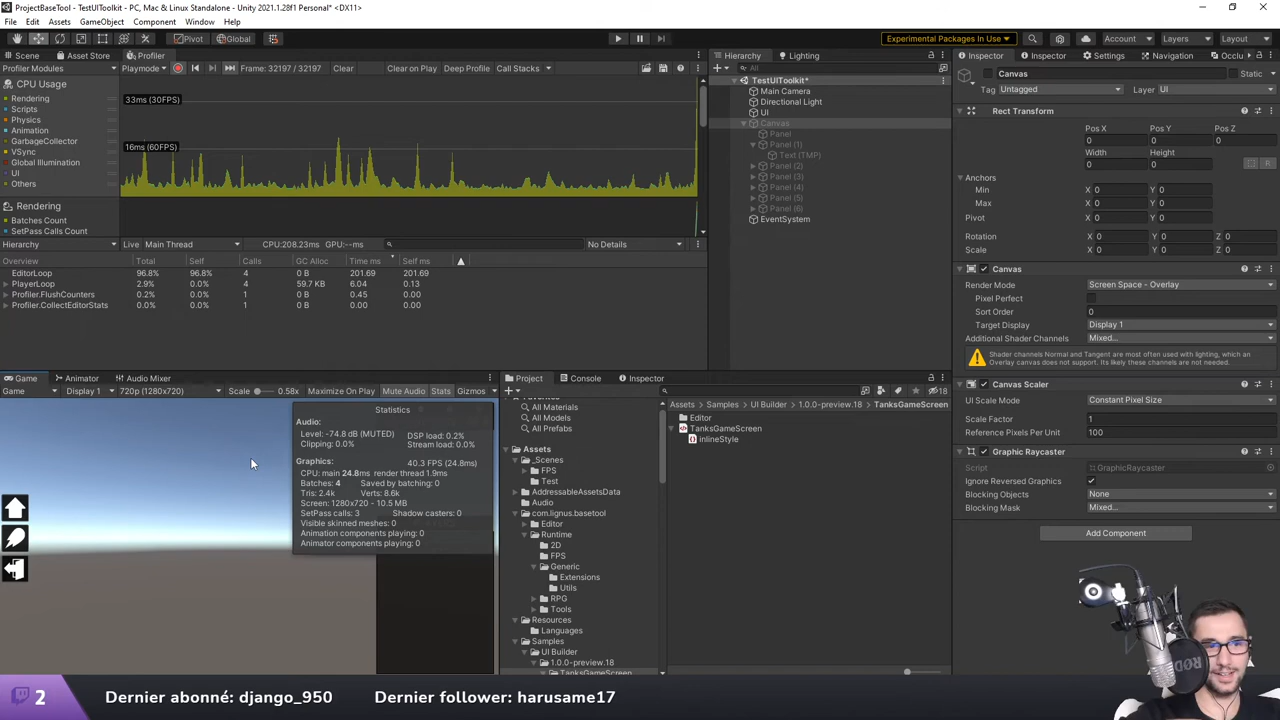 ProjectBaseTool - TestUIToolkit - PC, Mac & Linux Standalone - Unity 2021.1.28f1 Personal* <DX11>
File Edit Assets GameObject Component Window Help
Pivot Global Experimental Packages In Use Account Layers Layout
Scene Asset Store Profiler
Profiler Modules Playmode Frame: 32197 / 32197 Clear Clear on Play Deep Profile Call Stacks
CPU Usage
Rendering
Scripts
Physics
Animation
GarbageCollector
VSync
Global Illumination
UI
Others
33ms (30FPS)
16ms (60FPS)
Rendering
Batches Count
SetPass Calls Count
Hierarchy Live Main Thread CPU:208.23ms GPU:--ms No Details
Overview Total Self Calls GC Alloc Time ms Self ms
EditorLoop 96.8% 96.8% 4 0 B 201.69 201.69
PlayerLoop 2.9% 0.0% 4 59.7 KB 6.04 0.13
Profiler.FlushCounters 0.2% 0.2% 1 0 B 0.45 0.00
Profiler.CollectEditorStats 0.0% 0.0% 1 0 B 0.00 0.00
Hierarchy Lighting
All
TestUIToolkit*
Main Camera
Directional Light
UI
Canvas
Panel
Panel (1)
Text (TMP)
Panel (2)
Panel (3)
Panel (4)
Panel (5)
Panel (6)
EventSystem
Inspector Inspector Settings Navigation Occlu
Canvas Static
Tag Untagged Layer UI
Rect Transform
Pos X Pos Y Pos Z
0 0 0
Width Height
0 0
R
Anchors
Min X 0 Y 0
Max X 0 Y 0
Pivot X 0 Y 0
Rotation X 0 Y 0 Z 0
Scale X 0 Y 0 Z 0
Canvas
Render Mode Screen Space - Overlay
Pixel Perfect
Sort Order 0
Target Display Display 1
Additional Shader Channels Mixed...
Shader channels Normal and Tangent are most often used with lighting, which an
Overlay canvas does not support. Its likely these channels are not needed.
Canvas Scaler
UI Scale Mode Constant Pixel Size
Scale Factor 1
Reference Pixels Per Unit 100
Graphic Raycaster
Script GraphicRaycaster
Ignore Reversed Graphics
Blocking Objects None
Blocking Mask Mixed...
Add Component
Game Animator Audio Mixer
Game Display 1 720p (1280x720) Scale 0.58x Maximize On Play Mute Audio Stats Gizmos
Statistics
Audio:
Level: -74.8 dB (MUTED) DSP load: 0.2%
Clipping: 0.0% Stream load: 0.0%
Graphics: 40.3 FPS (24.8ms)
CPU: main 24.8ms render thread 1.9ms
Batches: 4 Saved by batching: 0
Tris: 2.4k Verts: 8.6k
Screen: 1280x720 - 10.5 MB
SetPass calls: 3 Shadow casters: 0
Visible skinned meshes: 0
Animation components playing: 0
Animator components playing: 0
Project Console Inspector
18
Favorites
All Materials
All Models
All Prefabs
Assets
_Scenes
FPS
Test
AddressableAssetsData
Audio
com.lignus.basetool
Editor
Runtime
2D
FPS
Generic
Extensions
Utils
RPG
Tools
Resources
Languages
Samples
UI Builder
1.0.0-preview.18
TanksGameScreen
Assets > Samples > UI Builder > 1.0.0-preview.18 > TanksGameScreen
Editor
TanksGameScreen
inlineStyle
RØDE
2 Dernier abonné: django_950 Dernier follower: harusame17